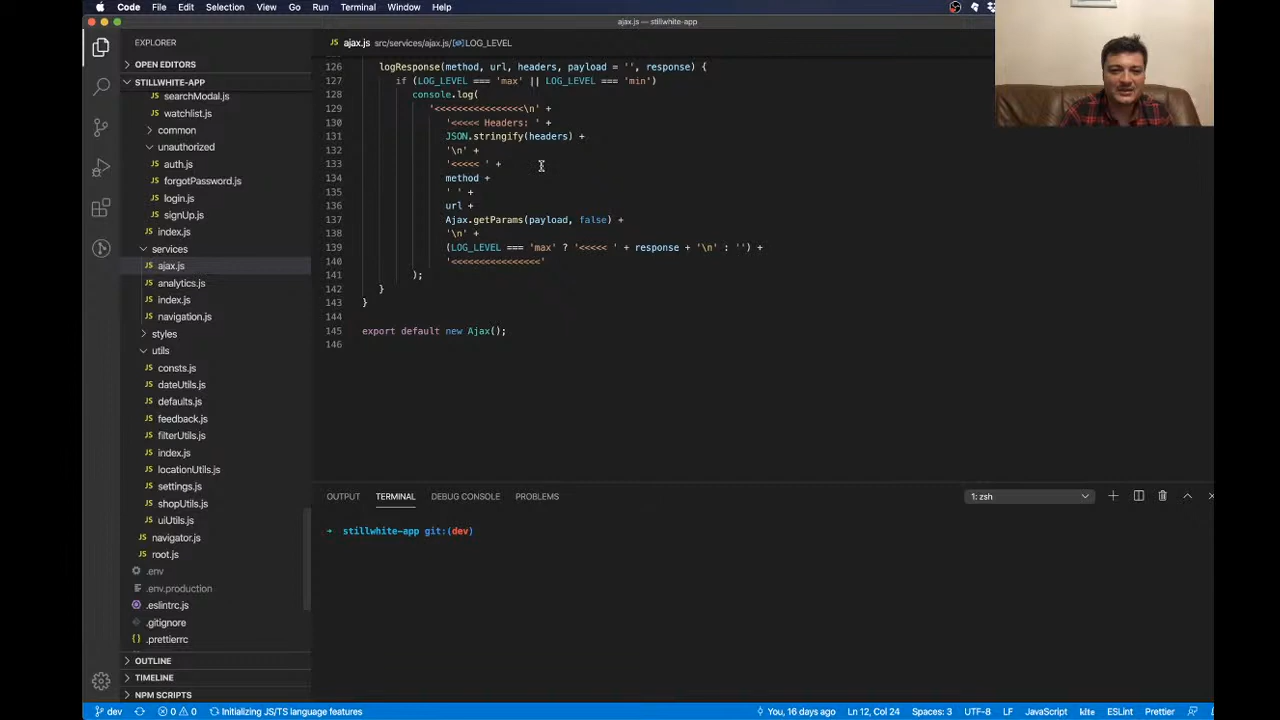 Code File Edit Selection View Go Run Terminal Window Help
ajax.js — stillwhite-app
EXPLORER
OPEN EDITORS
STILLWHITE-APP
searchModal.js
watchlist.js
common
unauthorized
auth.js
forgotPassword.js
login.js
signUp.js
index.js
services
ajax.js
analytics.js
index.js
navigation.js
styles
utils
consts.js
dateUtils.js
defaults.js
feedback.js
filterUtils.js
index.js
locationUtils.js
settings.js
shopUtils.js
uiUtils.js
navigator.js
root.js
.env
.env.production
.eslintrc.js
.gitignore
.prettierrc
OUTLINE
TIMELINE
NPM SCRIPTS
JS ajax.js src/services/ajax.js/LOG_LEVEL
126 logResponse(method, url, headers, payload = '', response) {
127 if (LOG_LEVEL === 'max' || LOG_LEVEL === 'min')
128 console.log(
129 '<<<<<<<<<<<<<<<<\n' +
130 '<<<<< Headers: ' +
131 JSON.stringify(headers) +
132 '\n' +
133 '<<<<< ' +
134 method +
135 ' ' +
136 url +
137 Ajax.getParams(payload, false) +
138 '\n' +
139 (LOG_LEVEL === 'max' ? '<<<<< ' + response + '\n' : '') +
140 '<<<<<<<<<<<<<<<<'
141 );
142 }
143 }
144
145 export default new Ajax();
146
OUTPUT TERMINAL DEBUG CONSOLE PROBLEMS 1: zsh
➜ stillwhite-app git:(dev)
dev 0 0 Initializing JS/TS language features You, 16 days ago Ln 12, Col 24 Spaces: 3 UTF-8 LF JavaScript kite ESLint Prettier